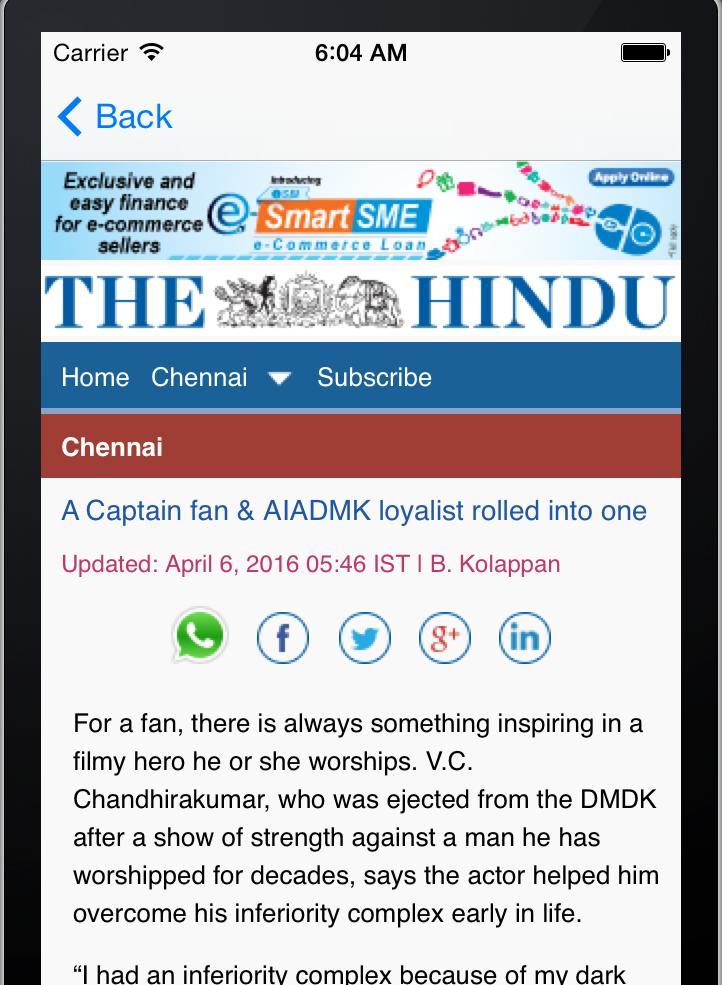 Carrier 6:04 AM
Back
Exclusive and
easy finance
for e-commerce
sellers
Introducing
e-Smart SME
e-Commerce Loan
Apply Online
THE HINDU
Home Chennai Subscribe
Chennai
A Captain fan & AIADMK loyalist rolled into one
Updated: April 6, 2016 05:46 IST | B. Kolappan
f g+ in
For a fan, there is always something inspiring in a
filmy hero he or she worships. V.C.
Chandhirakumar, who was ejected from the DMDK
after a show of strength against a man he has
worshipped for decades, says the actor helped him
overcome his inferiority complex early in life.
“I had an inferiority complex because of my dark